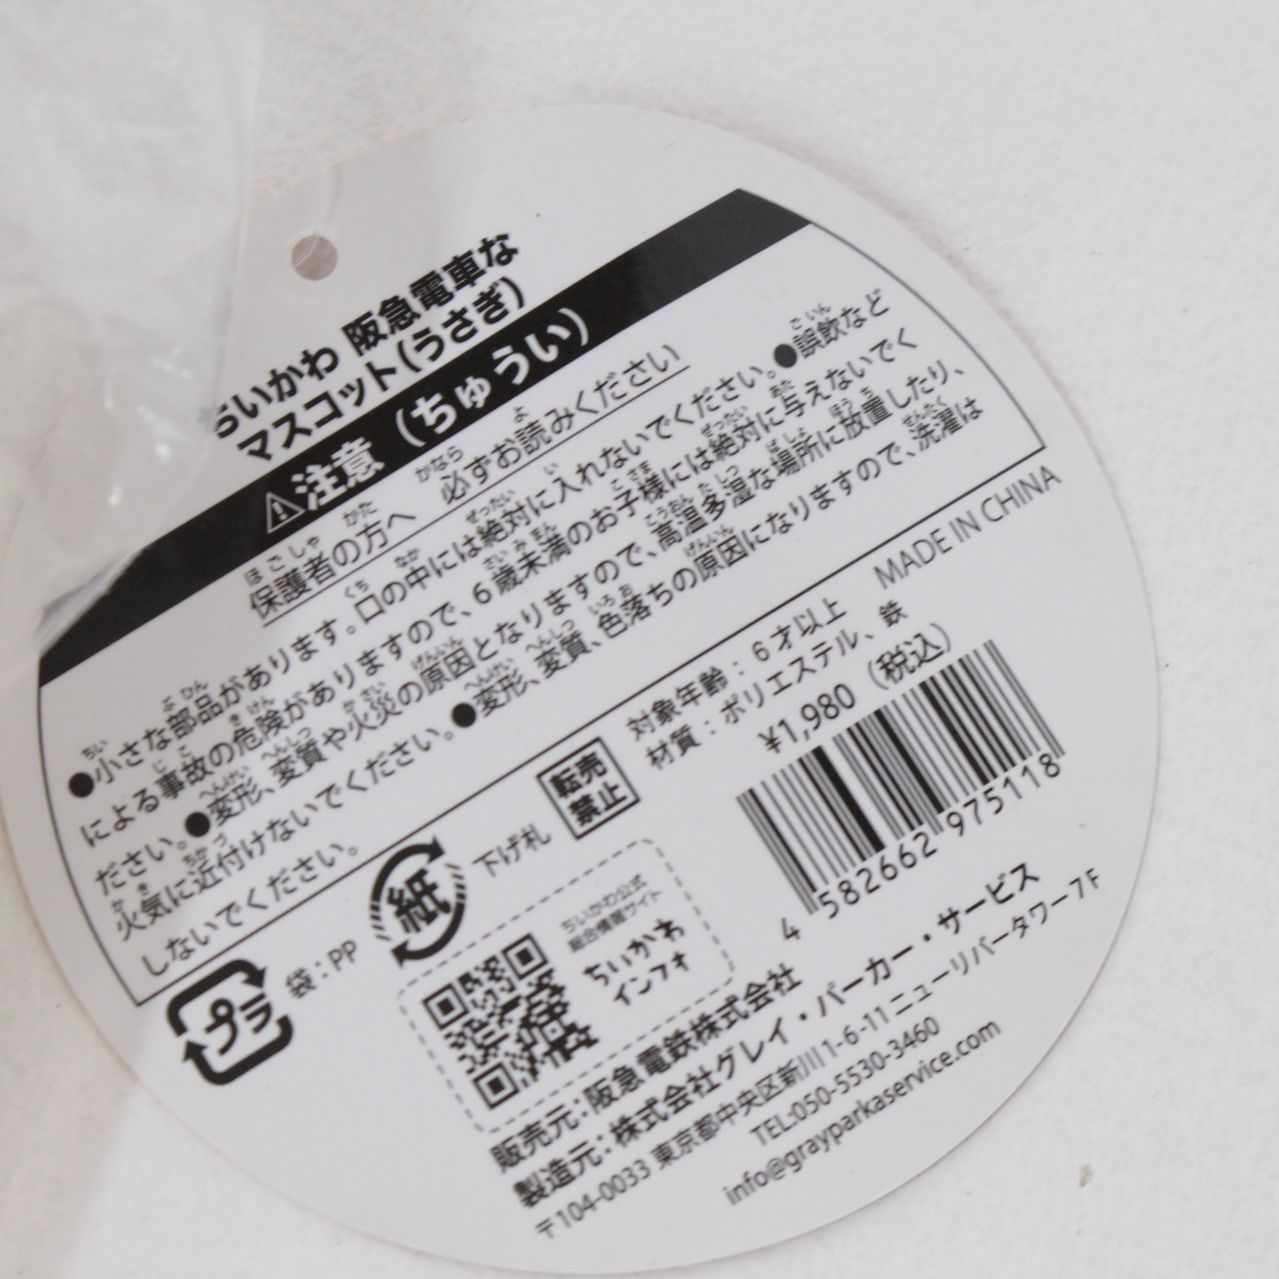 ちいかわ 阪急電車な
マスコット(うさぎ)
⚠注意(ちゅうい)
保護者の方へ 必ずお読みください
●小さな部品があります。口の中には絶対に入れないでください。●誤飲など
による事故の危険がありますので、6歳未満のお子様には絶対に与えないでく
ださい。●変形、変質や火災の原因となりますので、高温多湿な場所に放置したり、
火気に近付けないでください。●変形、変質、色落ちの原因になりますので、洗濯は
しないでください。
MADE IN CHINA
対象年齢:6才以上
材質:ポリエステル、鉄
¥1,980(税込)
転売
禁止
プラ
袋:PP
紙
下げ札
ちいかわ公式
総合情報サイト
ちいかわ
インフォ
4 582662 975118
販売元:阪急電鉄株式会社
製造元:株式会社グレイ・パーカー・サービス
〒104-0033 東京都中央区新川1-6-11ニューリバータワー7F
TEL:050-5530-3460
info@grayparkaservice.com